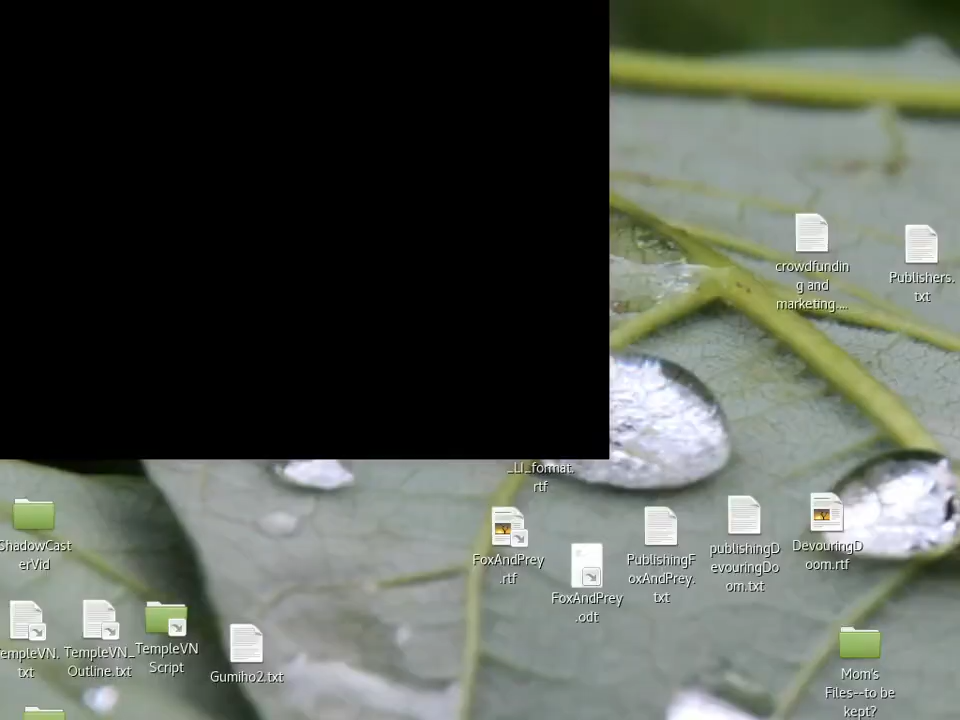 crowdfundin
g and
marketing....
Publishers.
txt
_LI_format.
rtf
ShadowCast
erVid
FoxAndPrey
.rtf
FoxAndPrey
.odt
PublishingF
oxAndPrey.
txt
publishingD
evouringDo
om.txt
DevouringD
oom.rtf
empleVN.
txt
TempleVN_
Outline.txt
TempleVN
Script
Gumiho2.txt
Mom's
Files--to be
kept?